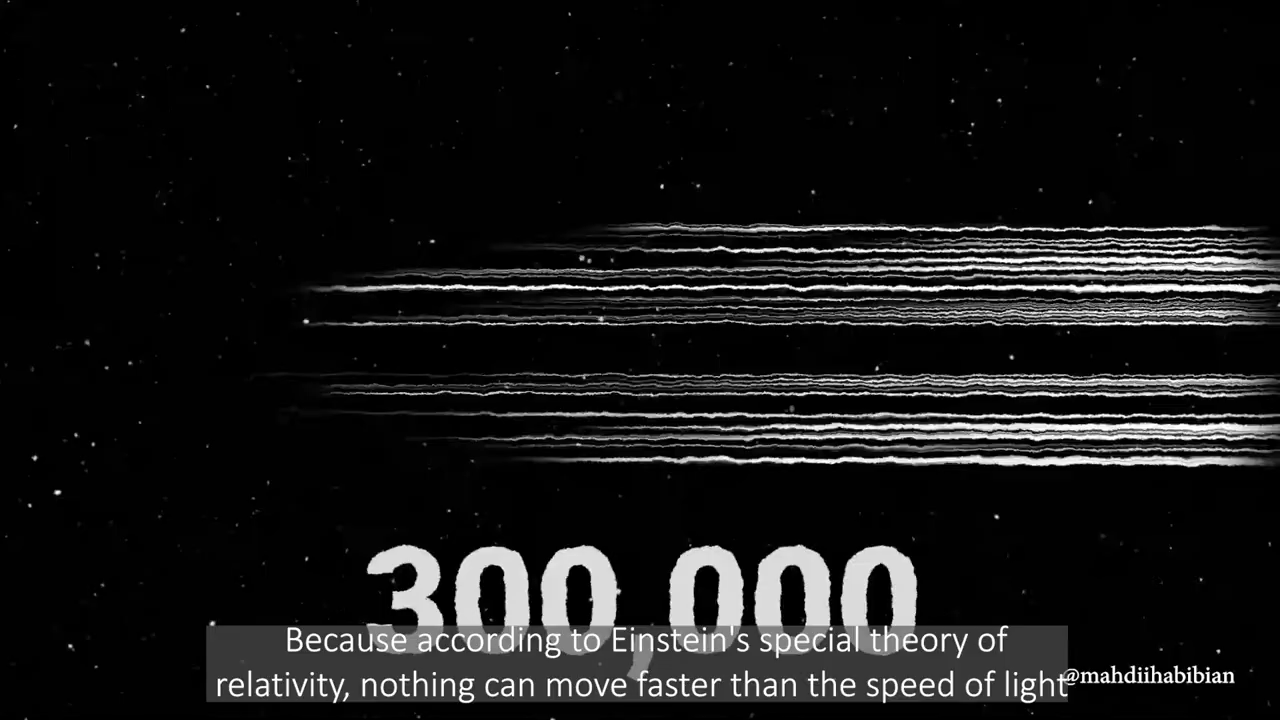 300,000
Because according to Einstein's special theory of
relativity, nothing can move faster than the speed of light
@mahdiihabibian